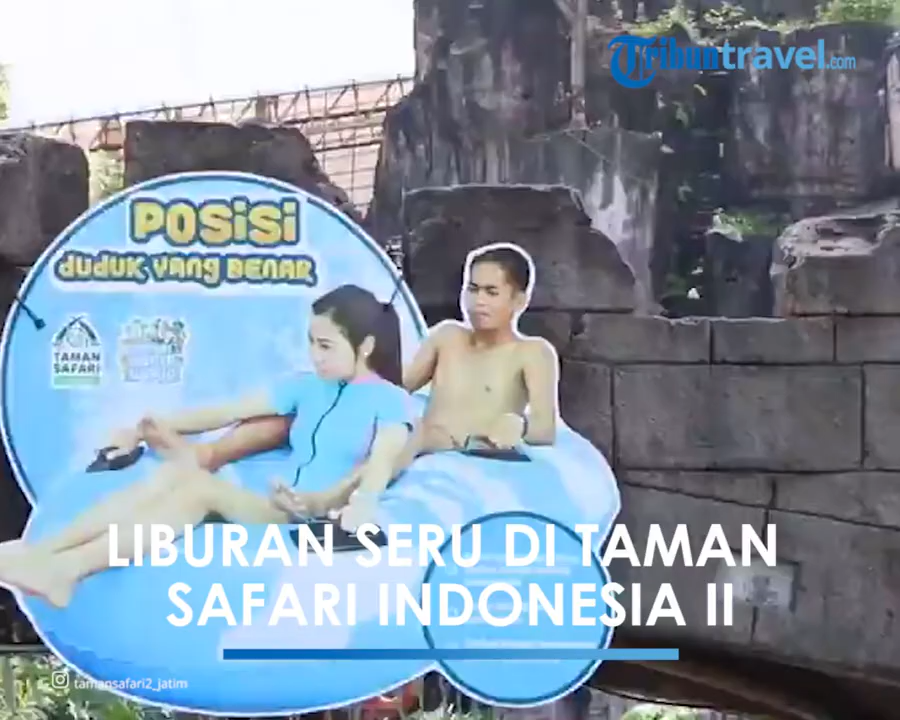 Tribuntravel.com
POSiSi
duduk yang BENAR
TAMAN
SAFARI
LIBURAN SERU DI TAMAN
SAFARI INDONESIA II
tamansafari2_jatim